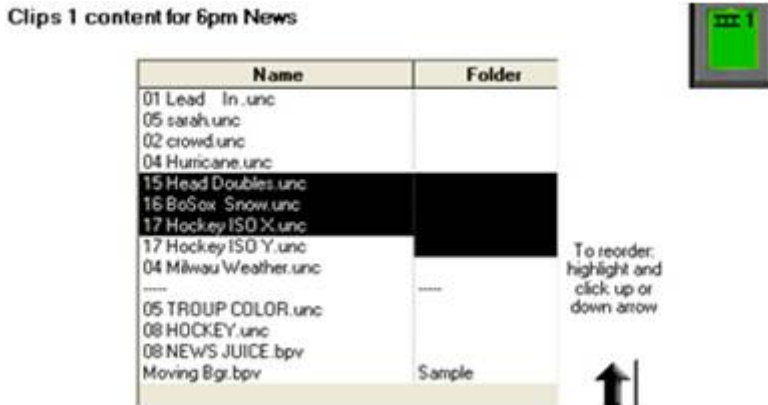 Clips 1 content for 6pm News
1
Name Folder
01 Lead In .unc
05 sarah.unc
02 crowd.unc
04 Hurricane.unc
15 Head Doubles.unc
16 BoSox Snow.unc
17 Hockey ISO X.unc
17 Hockey ISO Y.unc
04 Milwau Weather.unc
----- -----
05 TROUP COLOR.unc
08 HOCKEY.unc
08 NEWS JUICE.bpv
Moving Bgr.bpv Sample
To reorder:
highlight and
click up or
down arrow